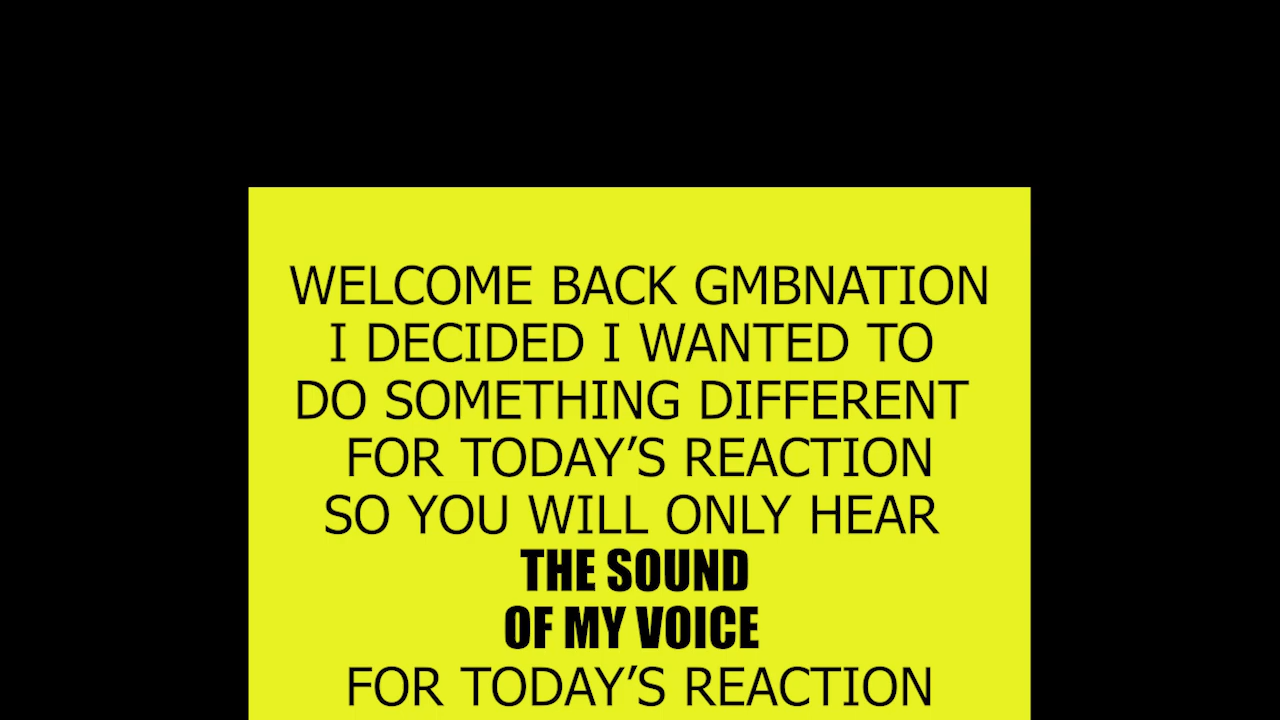 WELCOME BACK GMBNATION
I DECIDED I WANTED TO
DO SOMETHING DIFFERENT
FOR TODAY’S REACTION
SO YOU WILL ONLY HEAR
THE SOUND
OF MY VOICE
FOR TODAY’S REACTION